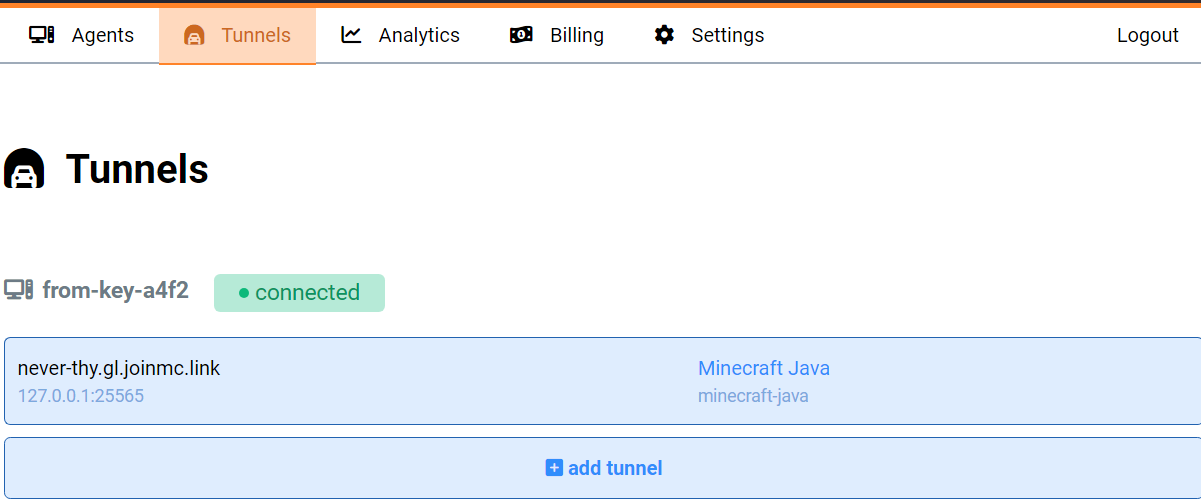 Agents Tunnels Analytics Billing Settings Logout
Tunnels
from-key-a4f2 connected
never-thy.gl.joinmc.link Minecraft Java
127.0.0.1:25565 minecraft-java
add tunnel